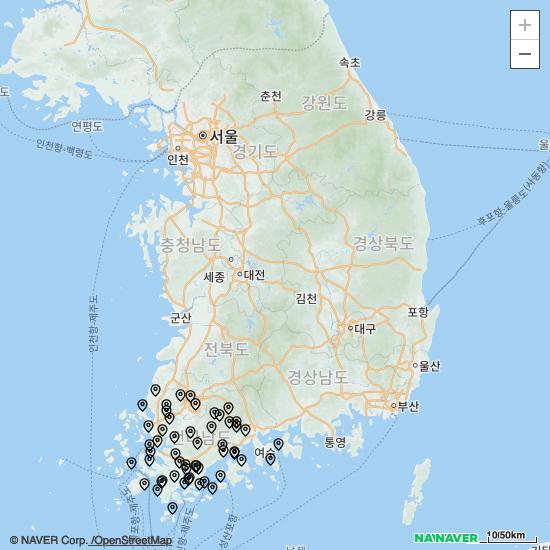 +
−
속초
춘천
강원도
강릉
도
연평도
서울
울
인천항-백령도
인천
경기도
후포항-울릉도(사동항)
충청남도
경상북도
세종
대전
인천항-제주도
김천
군산
포항
대구
전북도
울산
경상남도
부산
통영
여수
© NAVER Corp. /OpenStreetMap
NAVER
10/50km